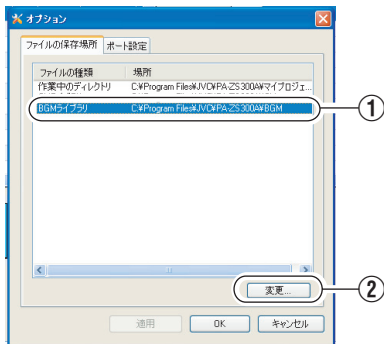 オプション
ファイルの保存場所 ポート設定
ファイルの種類 場所
作業中のディレクトリ C:¥Program Files¥JVC¥PA-ZS300A¥マイプロジェ...
BGMライブラリ C:¥Program Files¥JVC¥PA-ZS300A¥BGM
①
変更...
②
適用 OK キャンセル